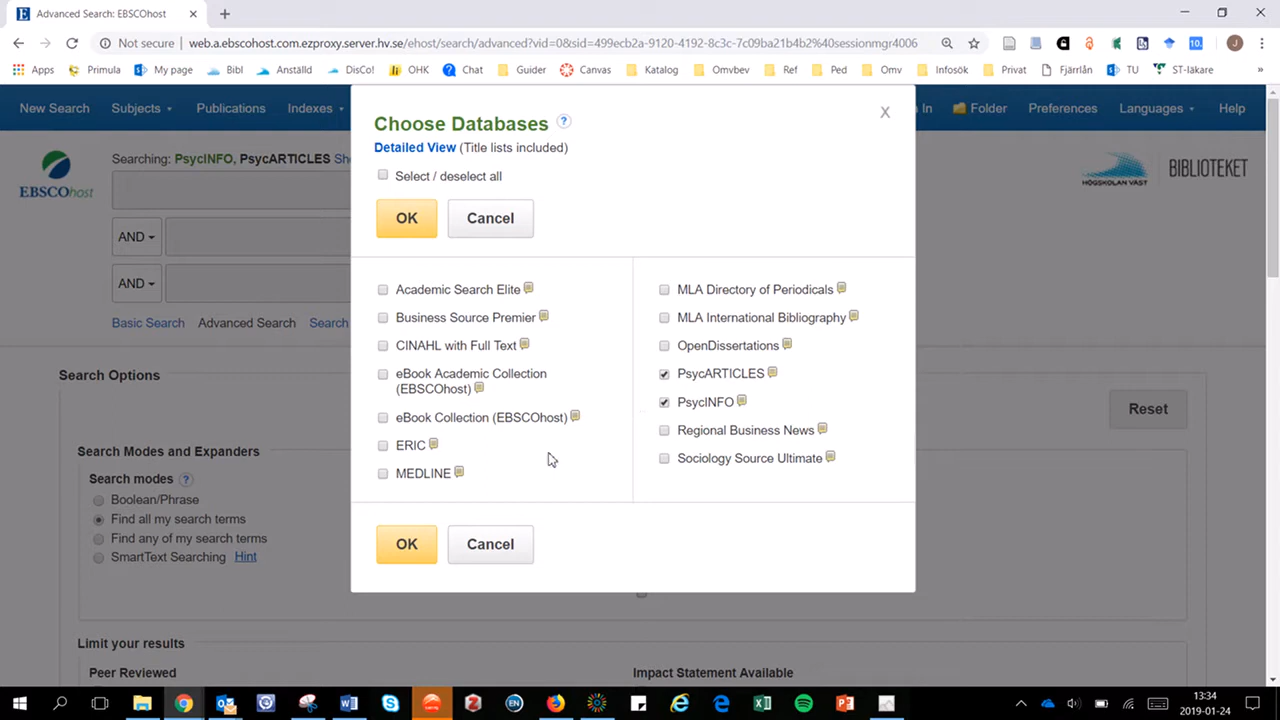 Advanced Search: EBSCOhost
Not secure
web.a.ebscohost.com.ezproxy.server.hv.se/ehost/search/advanced?vid=0&sid=499ecb2a-9120-4192-8c3c-7c09ba21b4b2%40sessionmgr4006
Apps Primula My page Bibl Anställd DisCo! OHK Chat Guider Canvas Katalog Omvbev Ref Ped Omv Infosök Privat Fjärrlån TU ST-läkare
New Search Subjects Publications Indexes In Folder Preferences Languages Help
Choose Databases
Detailed View (Title lists included)
Select / deselect all
OK Cancel
Searching: PsycINFO, PsycARTICLES Sh
EBSCOhost
HÖGSKOLAN VÄST BIBLIOTEKET
AND
AND
Basic Search Advanced Search Search
Academic Search Elite
Business Source Premier
CINAHL with Full Text
eBook Academic Collection
(EBSCOhost)
eBook Collection (EBSCOhost)
ERIC
MEDLINE
MLA Directory of Periodicals
MLA International Bibliography
OpenDissertations
PsycARTICLES
PsycINFO
Regional Business News
Sociology Source Ultimate
OK Cancel
Search Options
Reset
Search Modes and Expanders
Search modes
Boolean/Phrase
Find all my search terms
Find any of my search terms
SmartText Searching Hint
Limit your results
Peer Reviewed
Impact Statement Available
13:34
2019-01-24